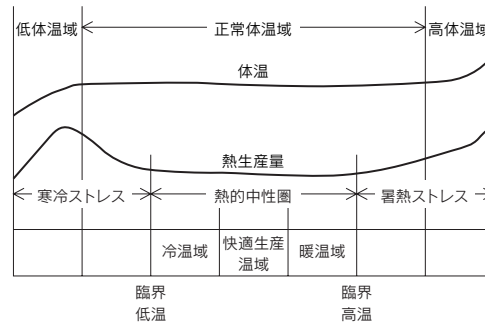 低体温域
正常体温域
高体温域
体温
熱生産量
寒冷ストレス
熱的中性圏
暑熱ストレス
冷温域
快適生産
温域
暖温域
臨界
低温
臨界
高温